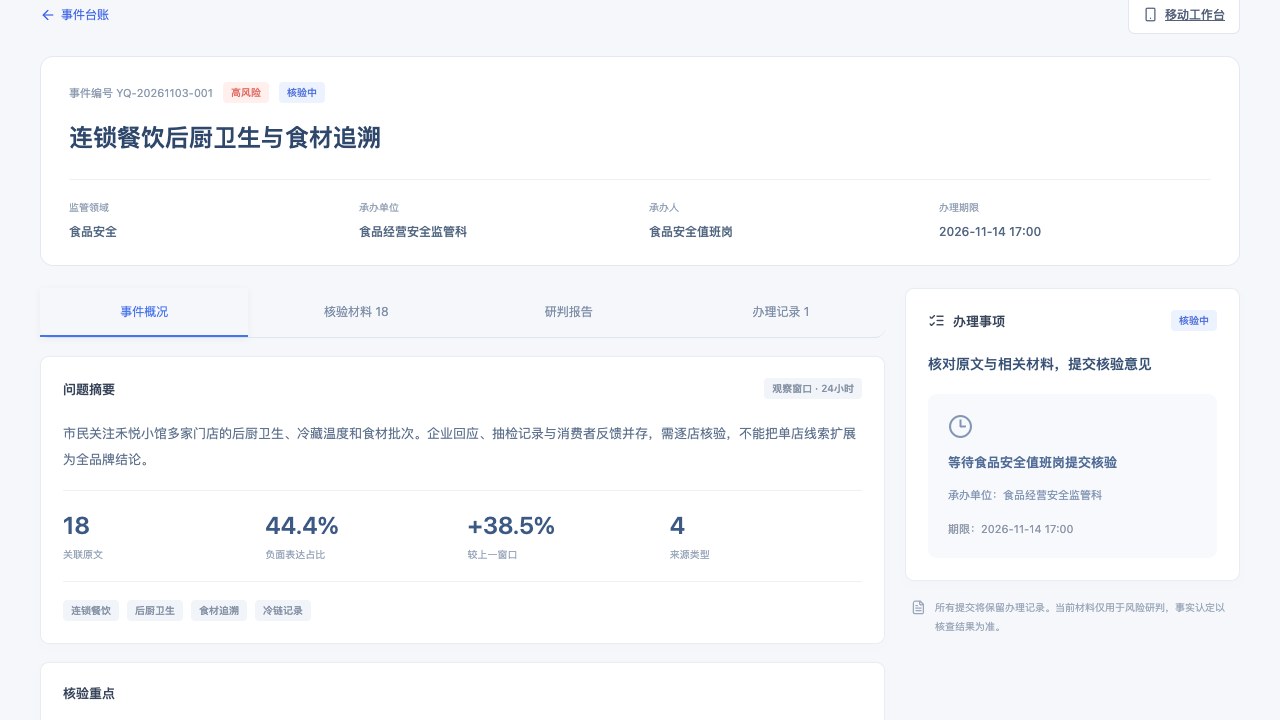 事件台账
移动工作台
事件编号 YQ-20261103-001 高风险 核验中
连锁餐饮后厨卫生与食材追溯
监管领域 承办单位 承办人 办理期限
食品安全 食品经营安全监管科 食品安全值班岗 2026-11-14 17:00
事件概况 核验材料 18 研判报告 办理记录 1
问题摘要 观察窗口 · 24小时
市民关注禾悦小馆多家门店的后厨卫生、冷藏温度和食材批次。企业回应、抽检记录与消费者反馈并存，需逐店核验，不能把单店线索扩展
为全品牌结论。
18 44.4% +38.5% 4
关联原文 负面表达占比 较上一窗口 来源类型
连锁餐饮 后厨卫生 食材追溯 冷链记录
核验重点
办理事项 核验中
核对原文与相关材料，提交核验意见
等待食品安全值班岗提交核验
承办单位：食品经营安全监管科
期限：2026-11-14 17:00
所有提交将保留办理记录。当前材料仅用于风险研判，事实认定以
核查结果为准。